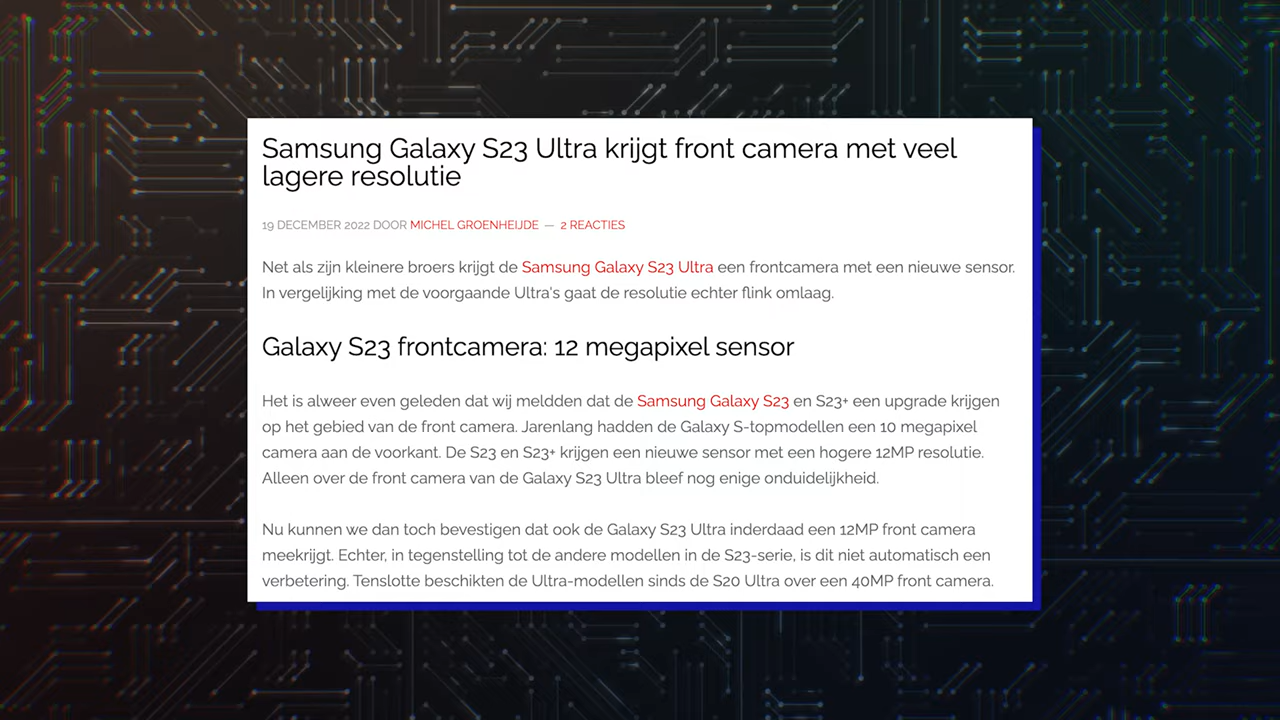 Samsung Galaxy S23 Ultra krijgt front camera met veel
lagere resolutie
19 DECEMBER 2022 DOOR MICHEL GROENHEIJDE — 2 REACTIES
Net als zijn kleinere broers krijgt de Samsung Galaxy S23 Ultra een frontcamera met een nieuwe sensor.
In vergelijking met de voorgaande Ultra's gaat de resolutie echter flink omlaag.
Galaxy S23 frontcamera: 12 megapixel sensor
Het is alweer even geleden dat wij meldden dat de Samsung Galaxy S23 en S23+ een upgrade krijgen
op het gebied van de front camera. Jarenlang hadden de Galaxy S-topmodellen een 10 megapixel
camera aan de voorkant. De S23 en S23+ krijgen een nieuwe sensor met een hogere 12MP resolutie.
Alleen over de front camera van de Galaxy S23 Ultra bleef nog enige onduidelijkheid.
Nu kunnen we dan toch bevestigen dat ook de Galaxy S23 Ultra inderdaad een 12MP front camera
meekrijgt. Echter, in tegenstelling tot de andere modellen in de S23-serie, is dit niet automatisch een
verbetering. Tenslotte beschikten de Ultra-modellen sinds de S20 Ultra over een 40MP front camera.